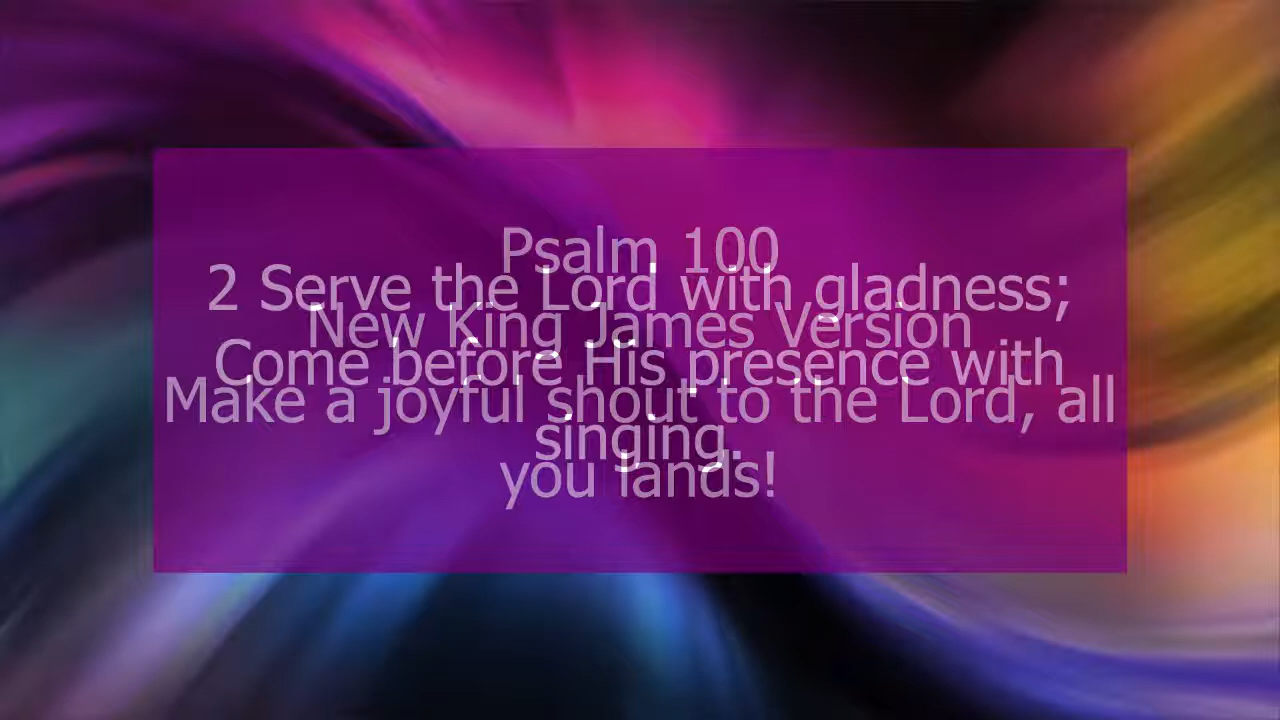 Psalm 100
2 Serve the Lord with gladness;
New King James Version
Come before His presence with
Make a joyful shout to the Lord, all
singing.
you lands!